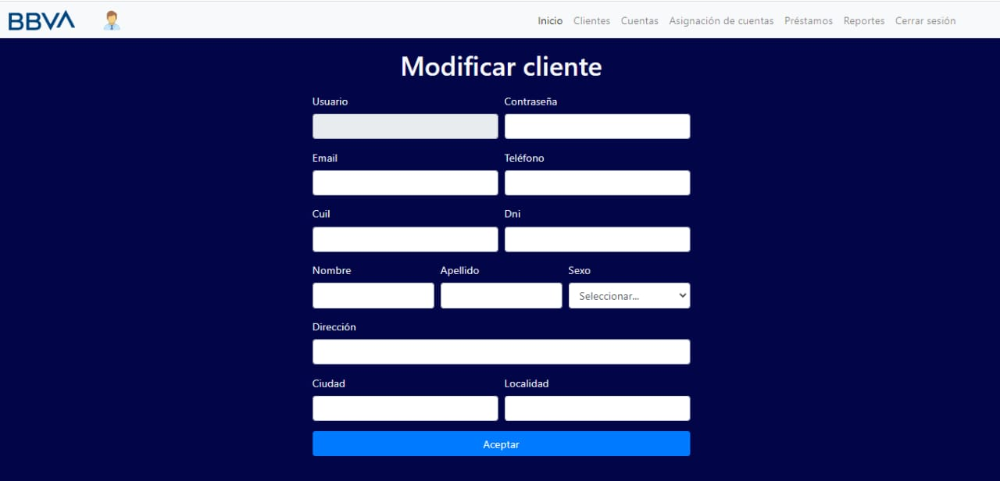 BBVA Inicio Clientes Cuentas Asignación de cuentas Préstamos Reportes Cerrar sesión
Modificar cliente
Usuario Contraseña
Email Teléfono
Cuil Dni
Nombre Apellido Sexo
Seleccionar...
Dirección
Ciudad Localidad
Aceptar